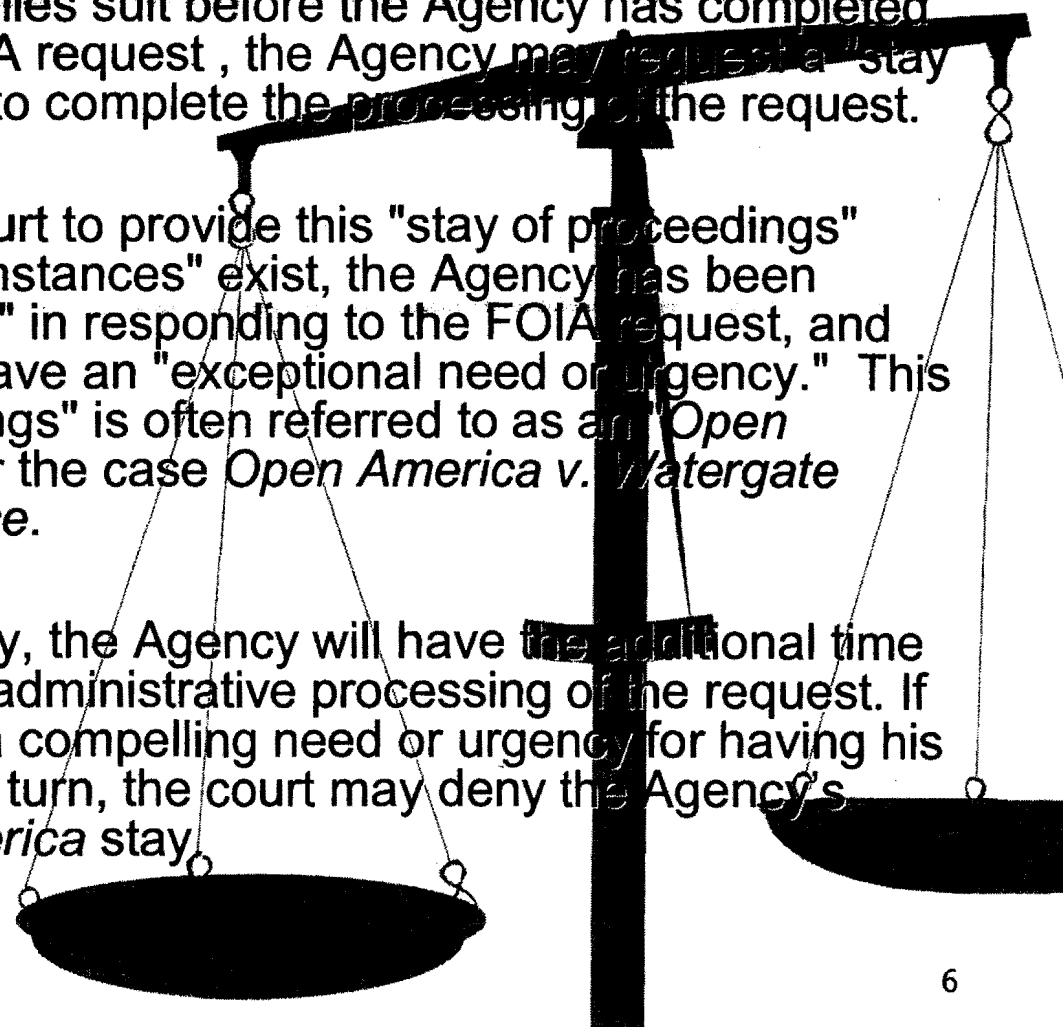 lies suit before the Agency has completed
A request , the Agency may request a "stay
to complete the processing of the request.
urt to provide this "stay of proceedings"
nstances" exist, the Agency has been
" in responding to the FOIA request, and
ave an "exceptional need or urgency." This
ngs" is often referred to as an "Open
r the case Open America v. Watergate
e.
y, the Agency will have the additional time
administrative processing of the request. If
a compelling need or urgency for having his
turn, the court may deny the Agency's
erica stay.
6